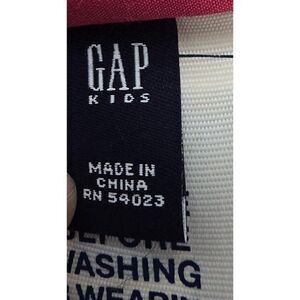 GAP
KIDS
MADE IN
CHINA
RN 54023
WASHING